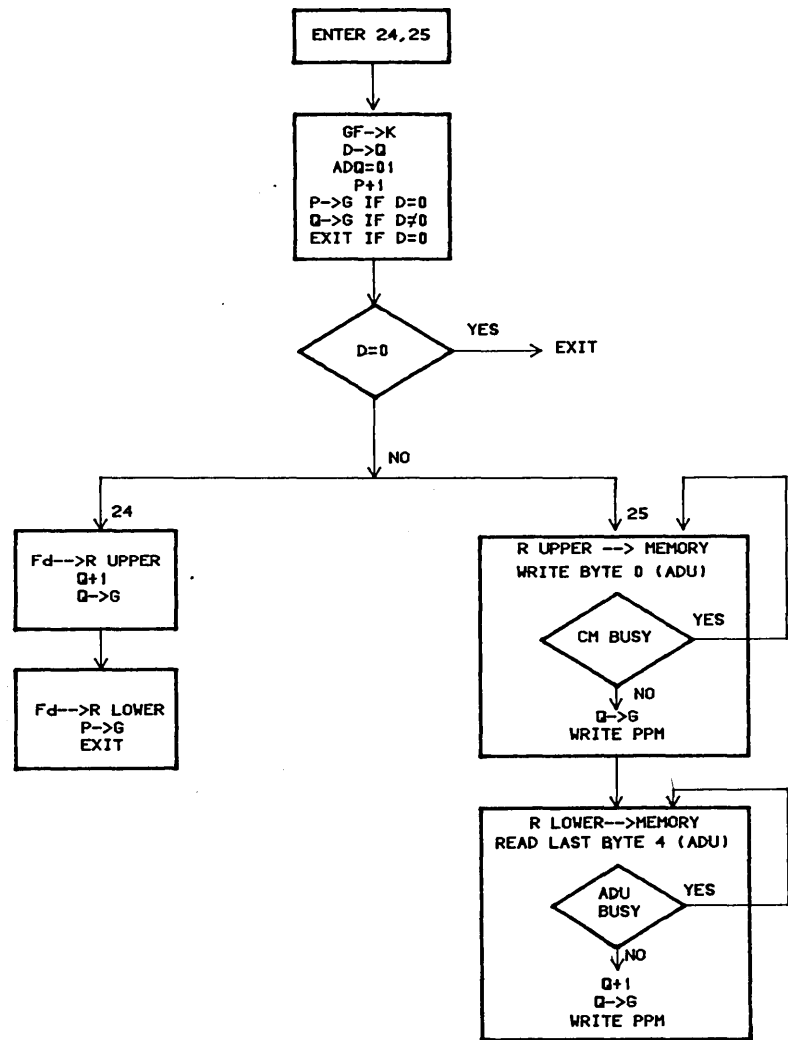 ENTER 24,25
GF->K
D->Q
ADQ=01
P+1
P->G IF D=0
Q->G IF D≠0
EXIT IF D=0
D=0
YES
EXIT
NO
24
Fd-->R UPPER
Q+1
Q->G
Fd-->R LOWER
P->G
EXIT
25
R UPPER --> MEMORY
WRITE BYTE 0 (ADU)
CM BUSY
YES
NO
Q->G
WRITE PPM
R LOWER-->MEMORY
READ LAST BYTE 4 (ADU)
ADU
BUSY
YES
NO
Q+1
Q->G
WRITE PPM